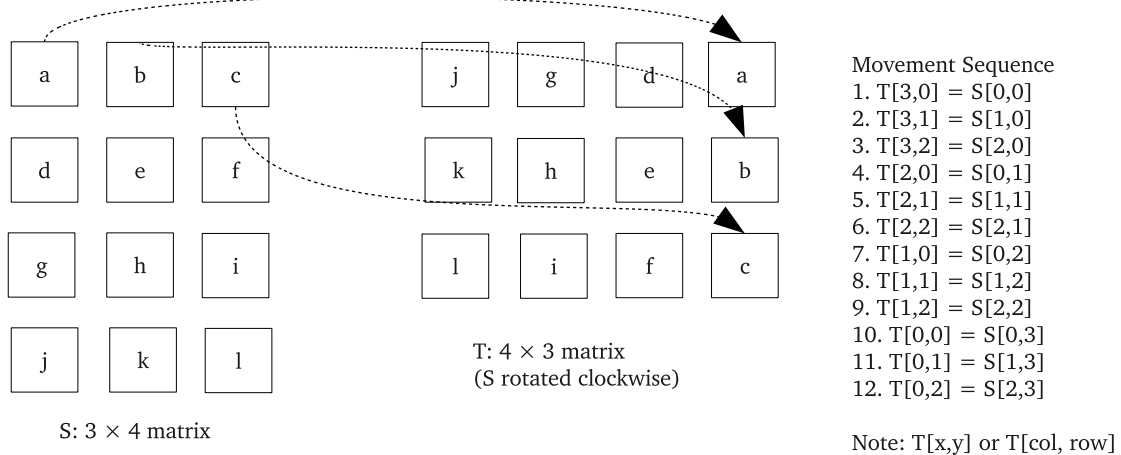 a b c
d e f
g h i
j k l
S: 3 × 4 matrix
j g d a
k h e b
l i f c
T: 4 × 3 matrix
(S rotated clockwise)
Movement Sequence
1. T[3,0] = S[0,0]
2. T[3,1] = S[1,0]
3. T[3,2] = S[2,0]
4. T[2,0] = S[0,1]
5. T[2,1] = S[1,1]
6. T[2,2] = S[2,1]
7. T[1,0] = S[0,2]
8. T[1,1] = S[1,2]
9. T[1,2] = S[2,2]
10. T[0,0] = S[0,3]
11. T[0,1] = S[1,3]
12. T[0,2] = S[2,3]
Note: T[x,y] or T[col, row]